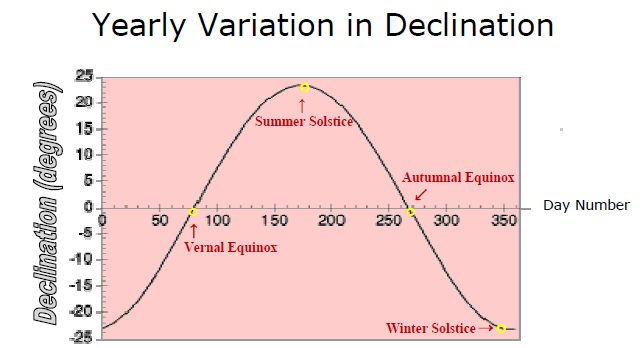 Yearly Variation in Declination
Declination (degrees)
25
20
15
10
5
0
-5
-10
-15
-20
-25
0 50 100 150 200 250 300 350
Day Number
Summer Solstice
Autumnal Equinox
Vernal Equinox
Winter Solstice